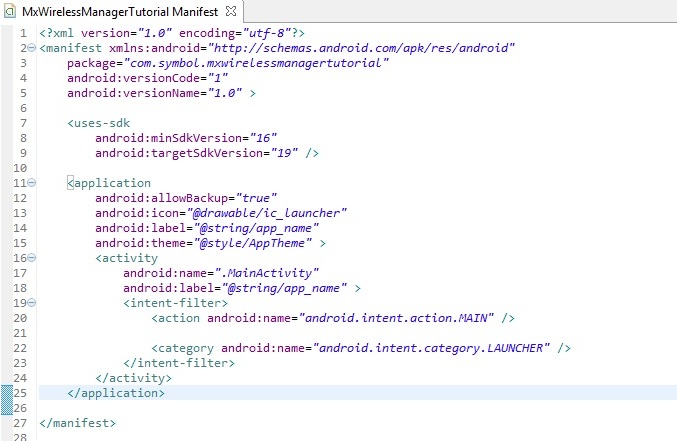 MxWirelessManagerTutorial Manifest
1 <?xml version="1.0" encoding="utf-8"?>
2 <manifest xmlns:android="http://schemas.android.com/apk/res/android"
3 package="com.symbol.mxwirelessmanagertutorial"
4 android:versionCode="1"
5 android:versionName="1.0" >
6
7 <uses-sdk
8 android:minSdkVersion="16"
9 android:targetSdkVersion="19" />
10
11 <application
12 android:allowBackup="true"
13 android:icon="@drawable/ic_launcher"
14 android:label="@string/app_name"
15 android:theme="@style/AppTheme" >
16 <activity
17 android:name=".MainActivity"
18 android:label="@string/app_name" >
19 <intent-filter>
20 <action android:name="android.intent.action.MAIN" />
21
22 <category android:name="android.intent.category.LAUNCHER" />
23 </intent-filter>
24 </activity>
25 </application>
26
27 </manifest>
28